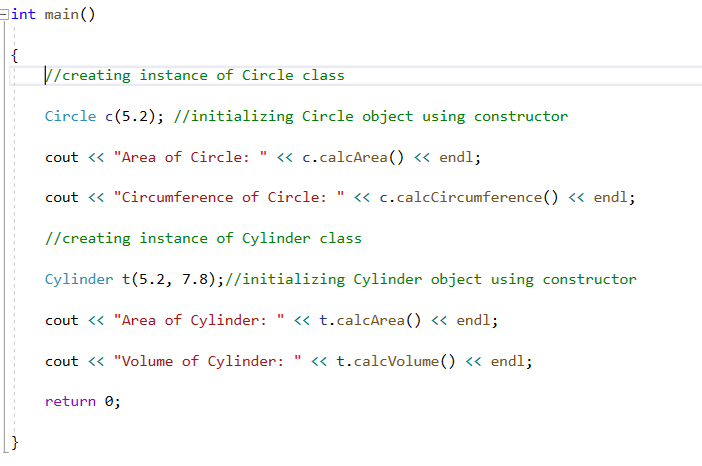 int main()
{
//creating instance of Circle class
Circle c(5.2); //initializing Circle object using constructor
cout << "Area of Circle: " << c.calcArea() << endl;
cout << "Circumference of Circle: " << c.calcCircumference() << endl;
//creating instance of Cylinder class
Cylinder t(5.2, 7.8);//initializing Cylinder object using constructor
cout << "Area of Cylinder: " << t.calcArea() << endl;
cout << "Volume of Cylinder: " << t.calcVolume() << endl;
return 0;
}